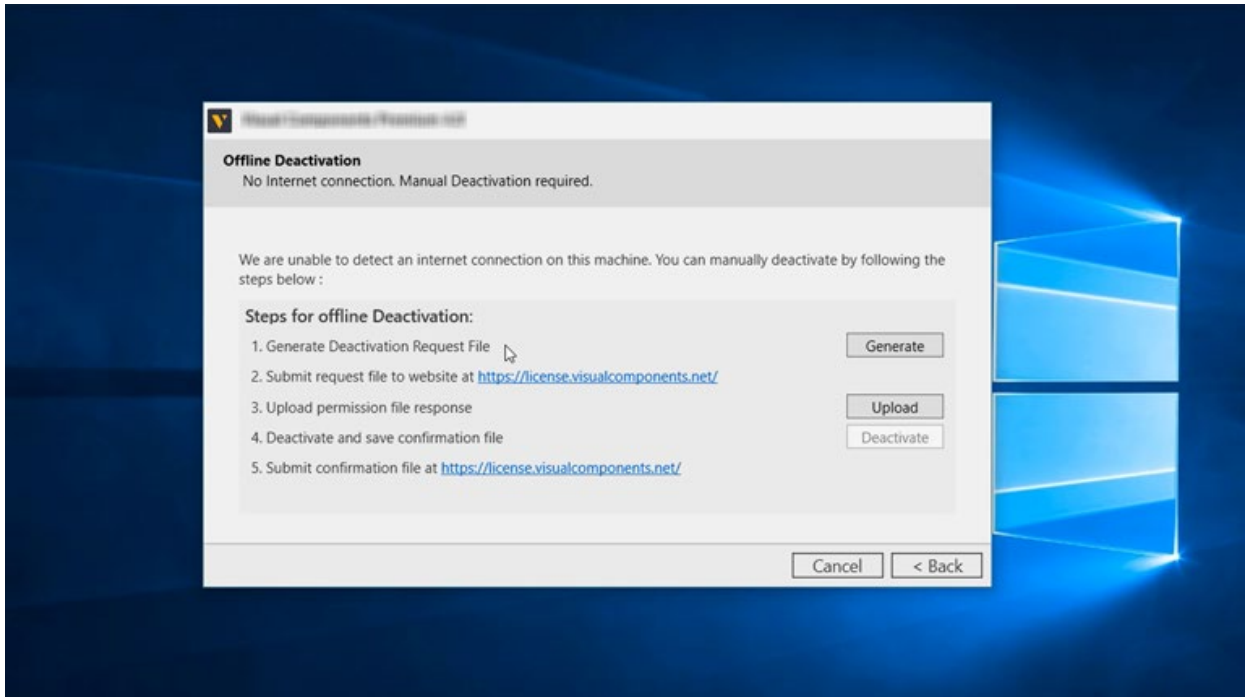 Offline Deactivation
No Internet connection. Manual Deactivation required.
We are unable to detect an internet connection on this machine. You can manually deactivate by following the
steps below :
Steps for offline Deactivation:
1. Generate Deactivation Request File
Generate
2. Submit request file to website at https://license.visualcomponents.net/
3. Upload permission file response
Upload
4. Deactivate and save confirmation file
Deactivate
5. Submit confirmation file at https://license.visualcomponents.net/
Cancel
< Back